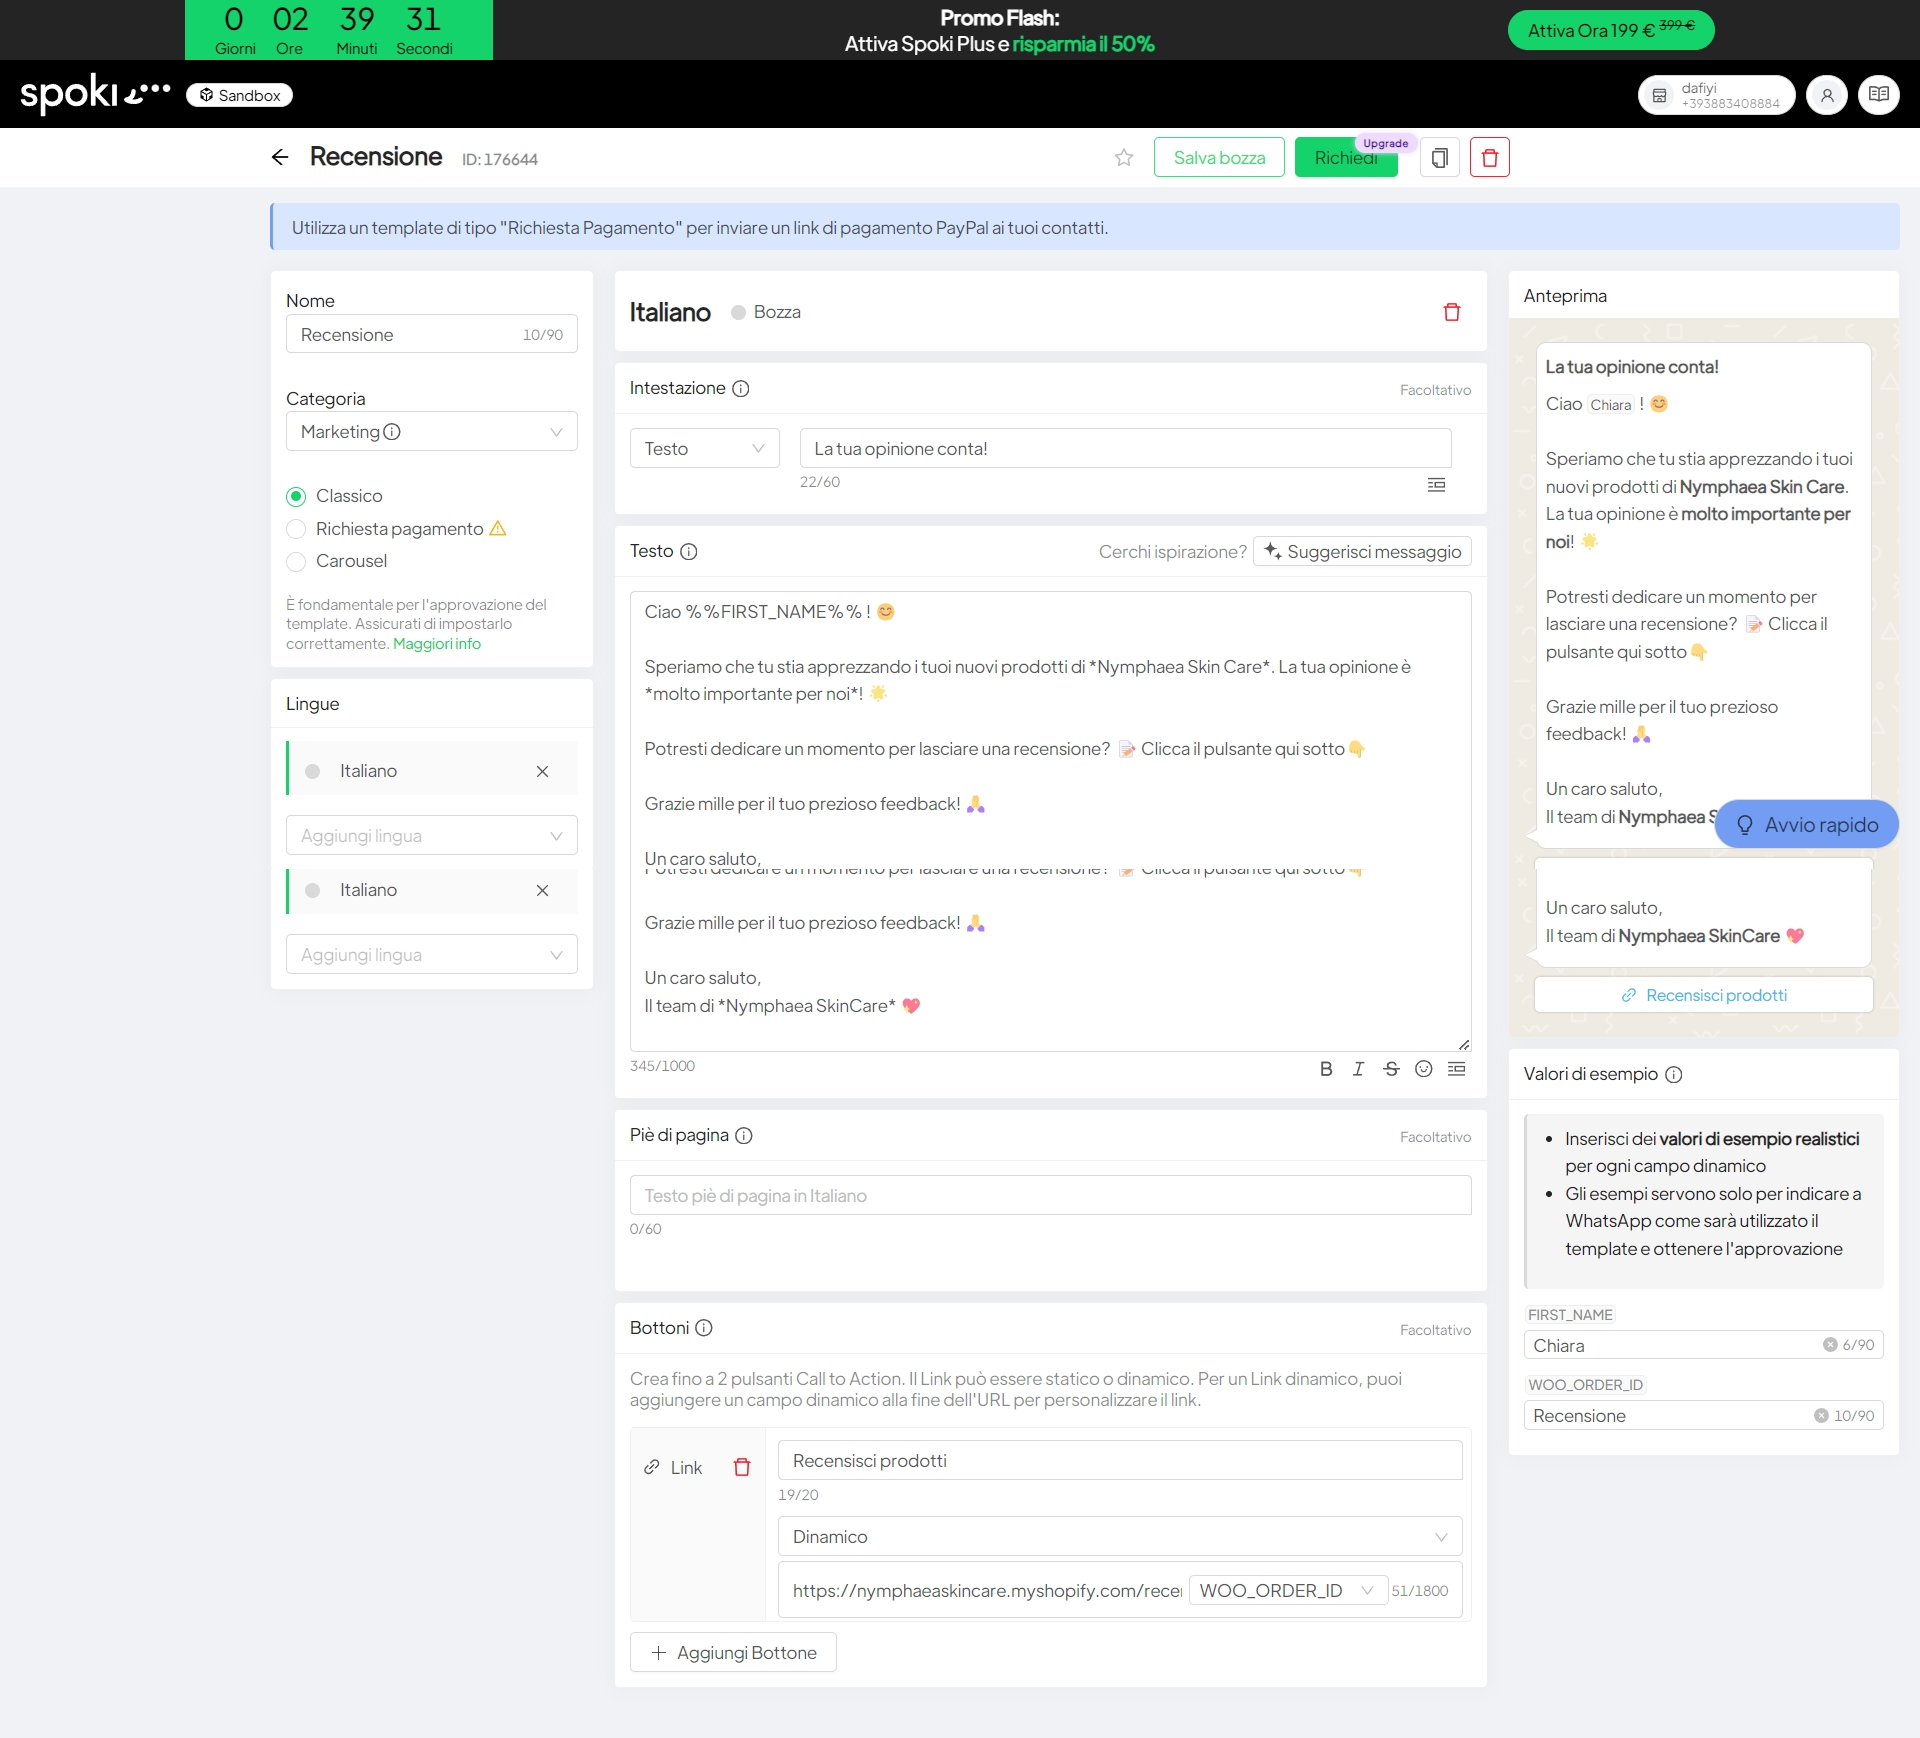 0 02 39 31
Giorni Ore Minuti Secondi
Promo Flash:
Attiva Spoki Plus e risparmia il 50%
Attiva Ora 199 € 399 €
spoki
Sandbox
dafiyi
+393883408884
Recensione ID: 176644
Salva bozza
Richiedi
Upgrade
Utilizza un template di tipo "Richiesta Pagamento" per inviare un link di pagamento PayPal ai tuoi contatti.
Nome
Recensione 10/90
Categoria
Marketing
Classico
Richiesta pagamento
Carousel
È fondamentale per l'approvazione del
template. Assicurati di impostarlo
correttamente. Maggiori info
Lingue
Italiano
Aggiungi lingua
Italiano
Aggiungi lingua
Italiano Bozza
Intestazione Facoltativo
Testo
La tua opinione conta!
22/60
Testo
Cerchi ispirazione? Suggerisci messaggio
Ciao %%FIRST_NAME%% ! 😊
Speriamo che tu stia apprezzando i tuoi nuovi prodotti di *Nymphaea Skin Care*. La tua opinione è
*molto importante per noi*! 🌟
Potresti dedicare un momento per lasciare una recensione? 📝 Clicca il pulsante qui sotto👇
Grazie mille per il tuo prezioso feedback! 🙏
Un caro saluto,
Potresti dedicare un momento per lasciare una recensione? 📝 Clicca il pulsante qui sotto👇
Grazie mille per il tuo prezioso feedback! 🙏
Un caro saluto,
Il team di *Nymphaea SkinCare* 💖
345/1000
B I S
Piè di pagina Facoltativo
Testo piè di pagina in Italiano
0/60
Bottoni Facoltativo
Crea fino a 2 pulsanti Call to Action. Il Link può essere statico o dinamico. Per un Link dinamico, puoi
aggiungere un campo dinamico alla fine dell'URL per personalizzare il link.
Link
Recensisci prodotti
19/20
Dinamico
https://nymphaeaskincare.myshopify.com/rece WOO_ORDER_ID 51/1800
Aggiungi Bottone
Anteprima
La tua opinione conta!
Ciao Chiara ! 😊
Speriamo che tu stia apprezzando i tuoi
nuovi prodotti di Nymphaea Skin Care.
La tua opinione è molto importante per
noi! 🌟
Potresti dedicare un momento per
lasciare una recensione? 📝 Clicca il
pulsante qui sotto👇
Grazie mille per il tuo prezioso
feedback! 🙏
Un caro saluto,
Il team di Nymphaea S
Avvio rapido
Un caro saluto,
Il team di Nymphaea SkinCare 💖
Recensisci prodotti
Valori di esempio
• Inserisci dei valori di esempio realistici
per ogni campo dinamico
• Gli esempi servono solo per indicare a
WhatsApp come sarà utilizzato il
template e ottenere l'approvazione
FIRST_NAME
Chiara 6/90
WOO_ORDER_ID
Recensione 10/90